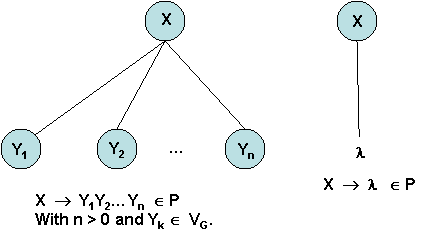 X
Y1 Y2 ... Yn
X → Y1Y2... Yn ∈ P
With n > 0 and Yk ∈ VG.
X
λ
X → λ ∈ P